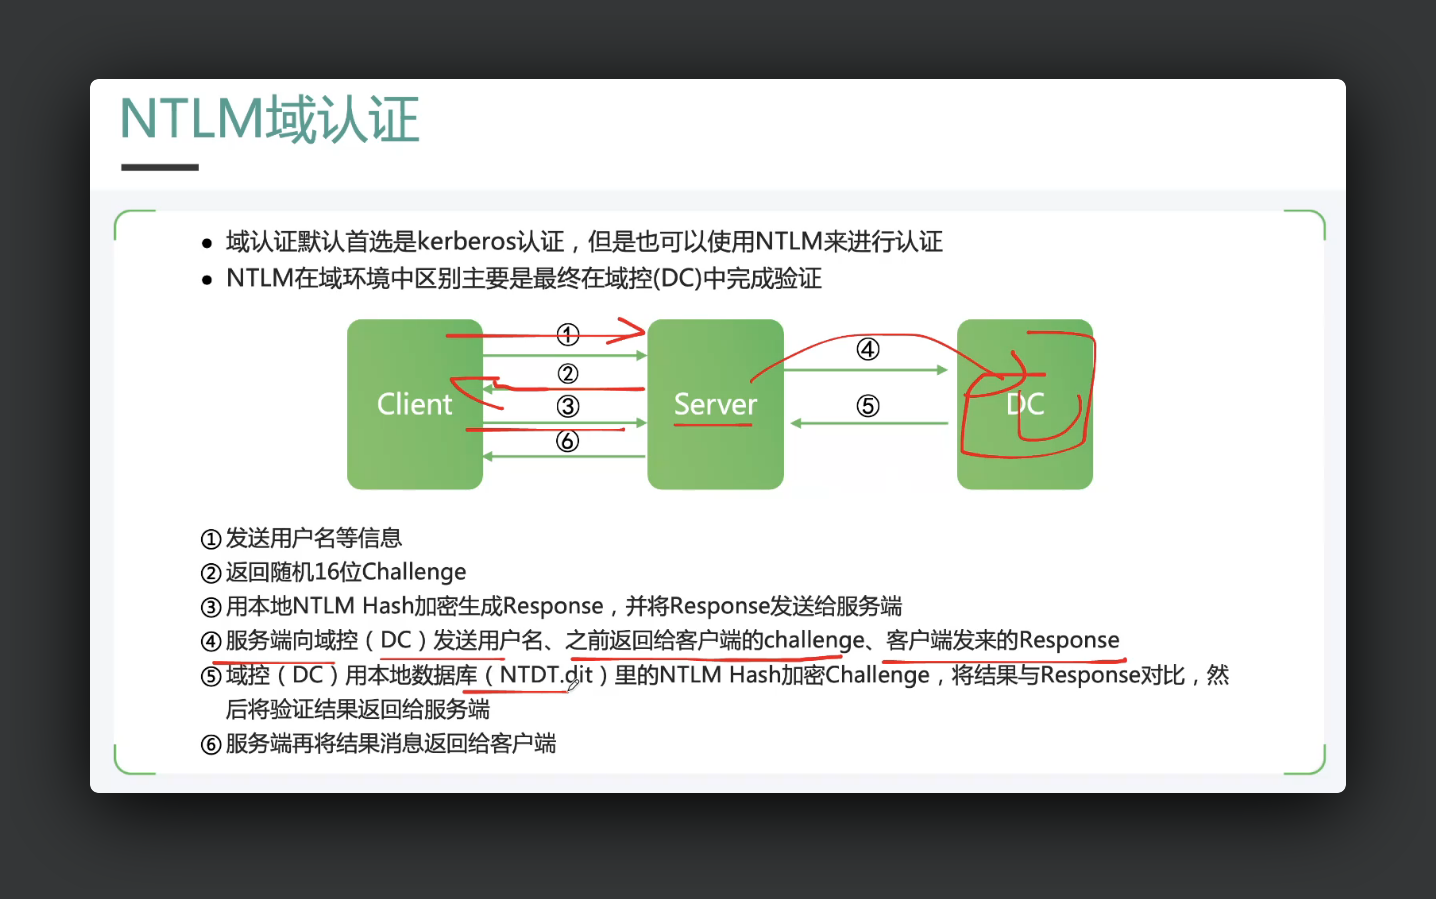 NTLM域认证
● 域认证默认首选是kerberos认证，但是也可以使用NTLM来进行认证
● NTLM在域环境中区别主要是最终在域控(DC)中完成验证
① ④
② 
Client Server DC
③ ⑤
⑥
①发送用户名等信息
②返回随机16位Challenge
③用本地NTLM Hash加密生成Response，并将Response发送给服务端
④服务端向域控（DC）发送用户名、之前返回给客户端的challenge、客户端发来的Response
⑤域控（DC）用本地数据库（NTDT.dit）里的NTLM Hash加密Challenge，将结果与Response对比，然
后将验证结果返回给服务端
⑥服务端再将结果消息返回给客户端